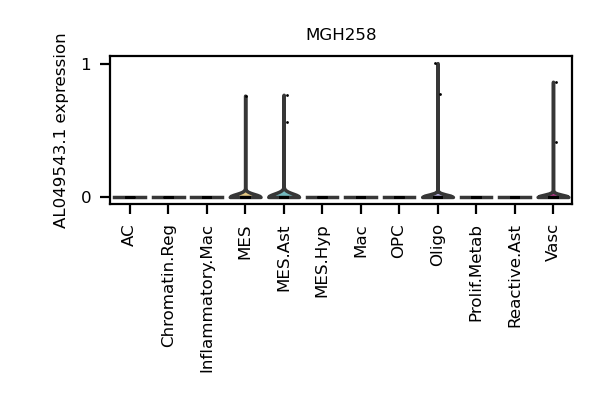 MGH258
AL049543.1 expression
1
0
AC
Chromatin.Reg
Inflammatory.Mac
MES
MES.Ast
MES.Hyp
Mac
OPC
Oligo
Prolif.Metab
Reactive.Ast
Vasc